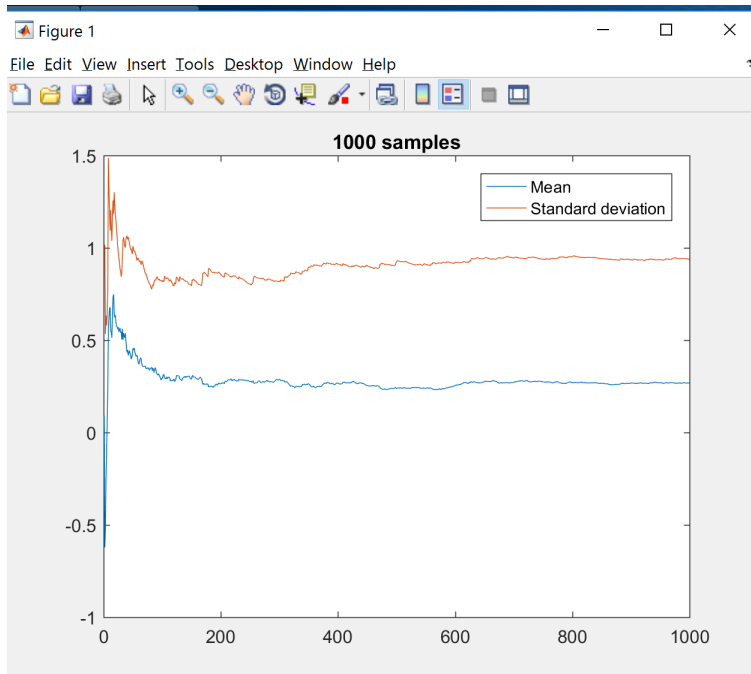 Figure 1
File Edit View Insert Tools Desktop Window Help
1000 samples
1.5
1
0.5
0
-0.5
-1
Mean
Standard deviation
0 200 400 600 800 1000